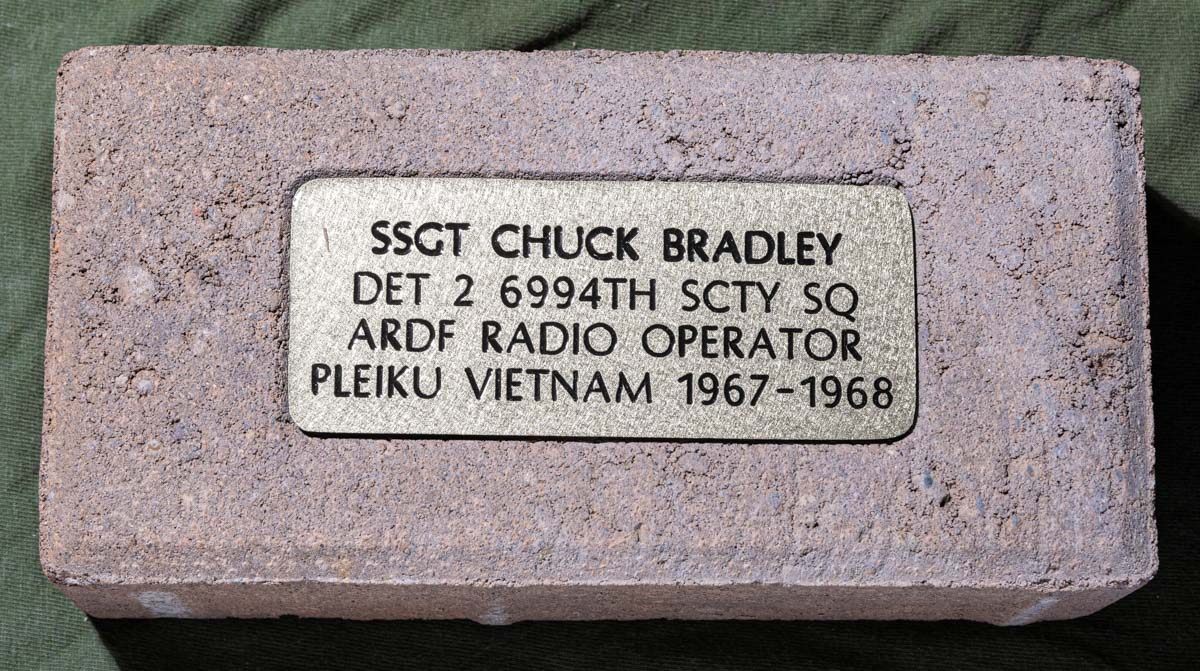 SSGT CHUCK BRADLEY
DET 2 6994TH SCTY SQ
ARDF RADIO OPERATOR
PLEIKU VIETNAM 1967-1968